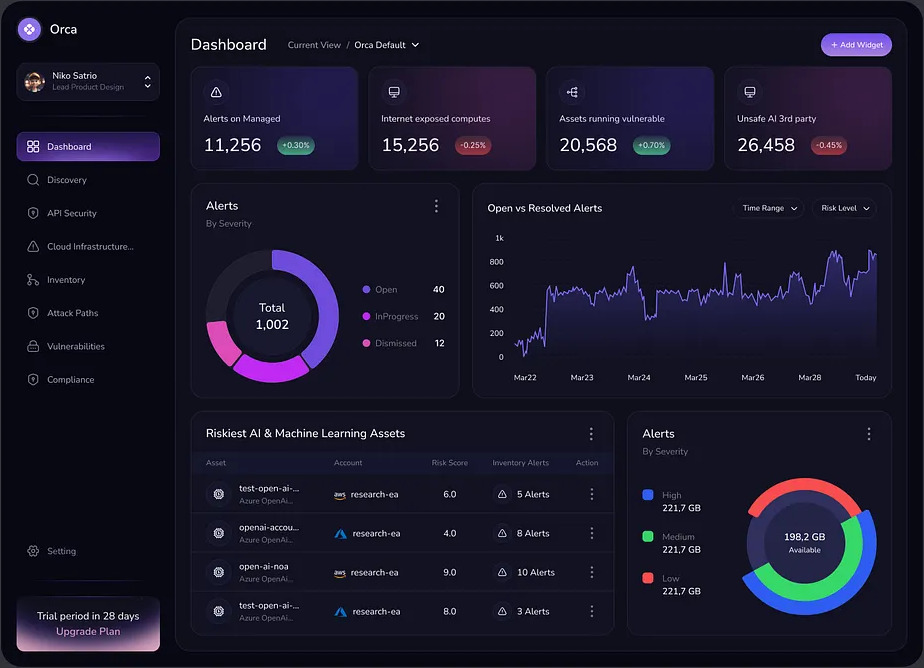 Orca
Niko Satrio
Lead Product Design
Dashboard
Discovery
API Security
Cloud Infrastructure...
Inventory
Attack Paths
Vulnerabilities
Compliance
Setting
Trial period in 28 days
Upgrade Plan
Dashboard
Current View / Orca Default
+ Add Widget
Alerts on Managed
11,256 +0.30%
Internet exposed computes
15,256 -0.25%
Assets running vulnerable
20,568 +0.70%
Unsafe AI 3rd party
26,458 -0.45%
Alerts
By Severity
Total
1,002
Open 40
InProgress 20
Dismissed 12
Open vs Resolved Alerts
Time Range
Risk Level
1k
800
600
400
200
0
Mar22 Mar23 Mar24 Mar25 Mar26 Mar28 Today
Riskiest AI & Machine Learning Assets
Asset Account Risk Score Inventory Alerts Action
test-open-ai-... aws research-ea 6.0 5 Alerts
Azure OpenAi...
openai-accou... research-ea 4.0 8 Alerts
Azure OpenAi...
open-ai-noa aws research-ea 9.0 10 Alerts
Azure OpenAi...
test-open-ai-... research-ea 8.0 3 Alerts
Azure OpenAi...
Alerts
By Severity
High
221,7 GB
Medium
221,7 GB
Low
221,7 GB
198,2 GB
Available